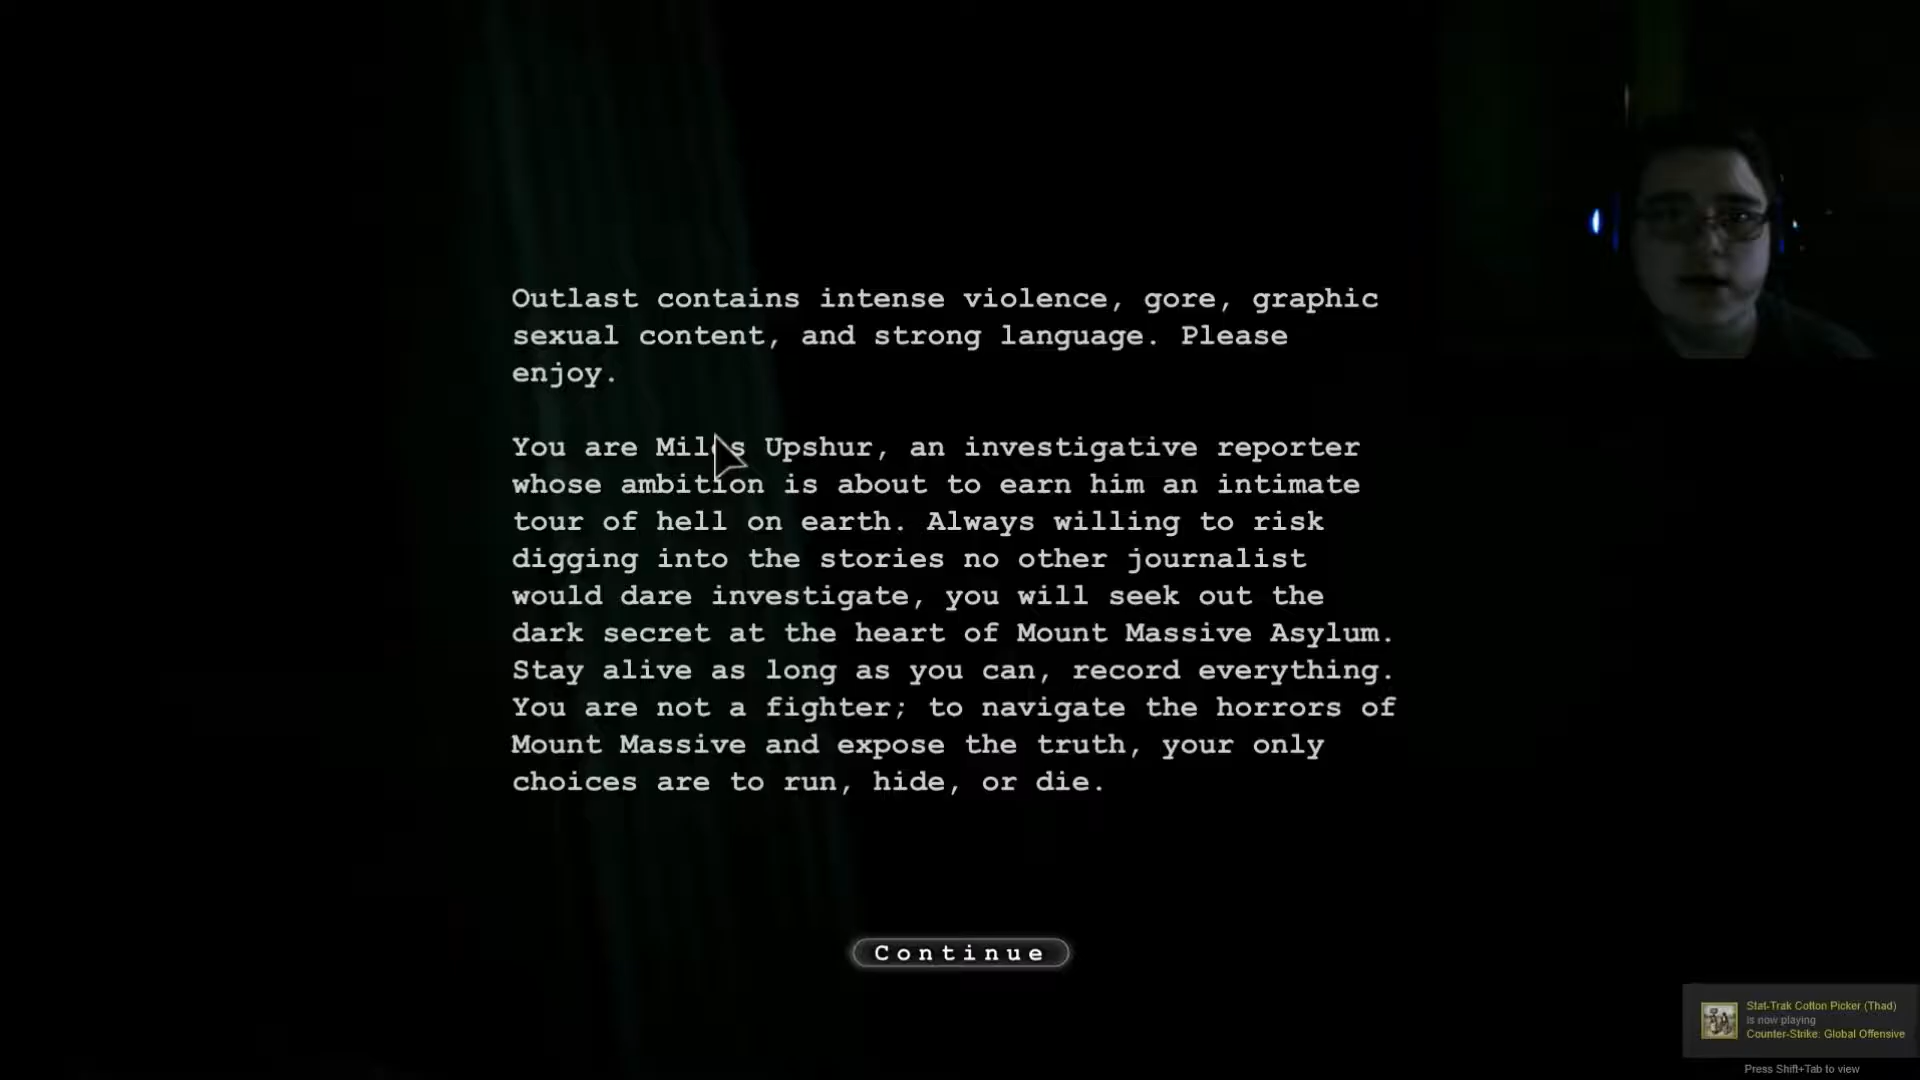 Outlast contains intense violence, gore, graphic
sexual content, and strong language. Please
enjoy.
You are Miles Upshur, an investigative reporter
whose ambition is about to earn him an intimate
tour of hell on earth. Always willing to risk
digging into the stories no other journalist
would dare investigate, you will seek out the
dark secret at the heart of Mount Massive Asylum.
Stay alive as long as you can, record everything.
You are not a fighter; to navigate the horrors of
Mount Massive and expose the truth, your only
choices are to run, hide, or die.
Continue
Stat-Trak Cotton Picker (Thad)
is now playing
Counter-Strike: Global Offensive
Press Shift+Tab to view